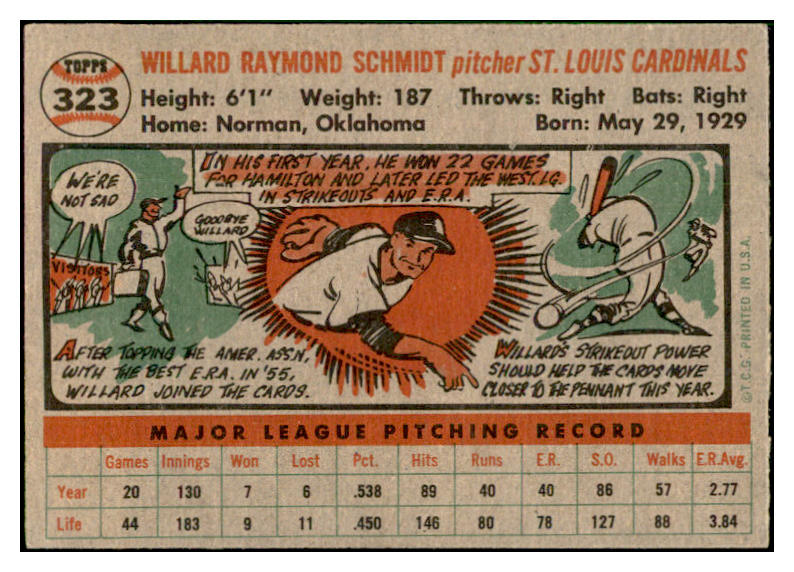 TOPPS
323
WILLARD RAYMOND SCHMIDT pitcher ST. LOUIS CARDINALS
Height: 6'1" Weight: 187 Throws: Right Bats: Right
Home: Norman, Oklahoma Born: May 29, 1929
WE'RE
NOT SAD
VISITORS
GOODBYE
WILLARD
IN HIS FIRST YEAR, HE WON 22 GAMES
FOR HAMILTON AND LATER LED THE WEST. LG.
IN STRIKEOUTS AND E.R.A.
AFTER TOPPING THE AMER. ASSN,
WITH THE BEST E.R.A. IN '55,
WILLARD JOINED THE CARDS.
WILLARD'S STRIKEOUT POWER
SHOULD HELP THE CARDS MOVE
CLOSER TO THE PENNANT THIS YEAR.
© T.C.G. PRINTED IN U.S.A.
MAJOR LEAGUE PITCHING RECORD
Games Innings Won Lost Pct. Hits Runs E.R. S.O. Walks E.R.Avg.
Year 20 130 7 6 .538 89 40 40 86 57 2.77
Life 44 183 9 11 .450 146 80 78 127 88 3.84